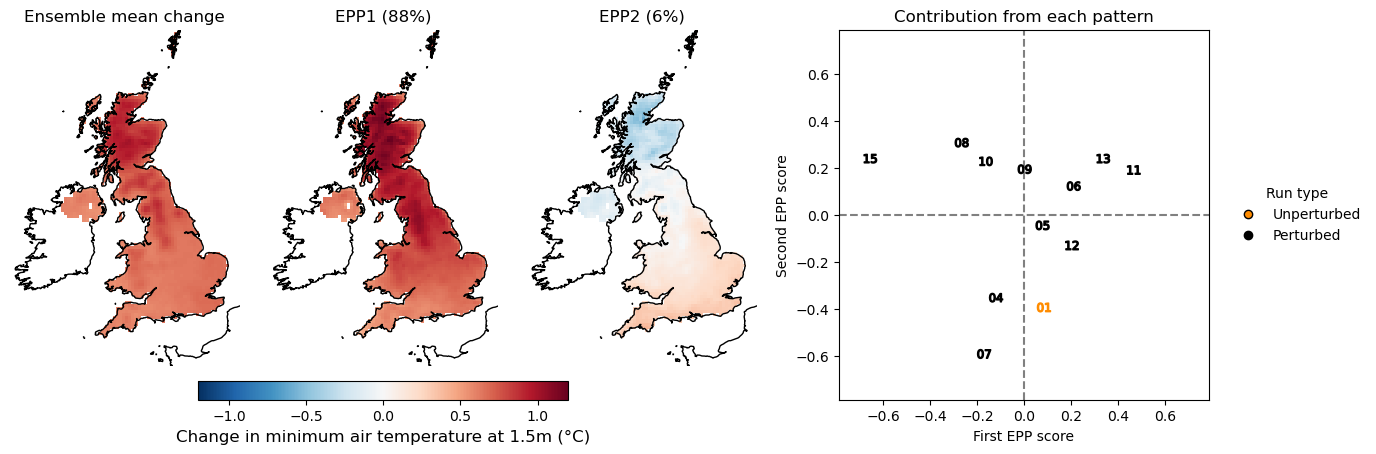 Ensemble mean change
EPP1 (88%)
EPP2 (6%)
Contribution from each pattern
−1.0 −0.5 0.0 0.5 1.0
Change in minimum air temperature at 1.5m (°C)
Second EPP score
0.6
0.4
0.2
0.0
−0.2
−0.4
−0.6
08
15
10
09
13
11
06
05
12
04
01
07
−0.6 −0.4 −0.2 0.0 0.2 0.4 0.6
First EPP score
Run type
Unperturbed
Perturbed